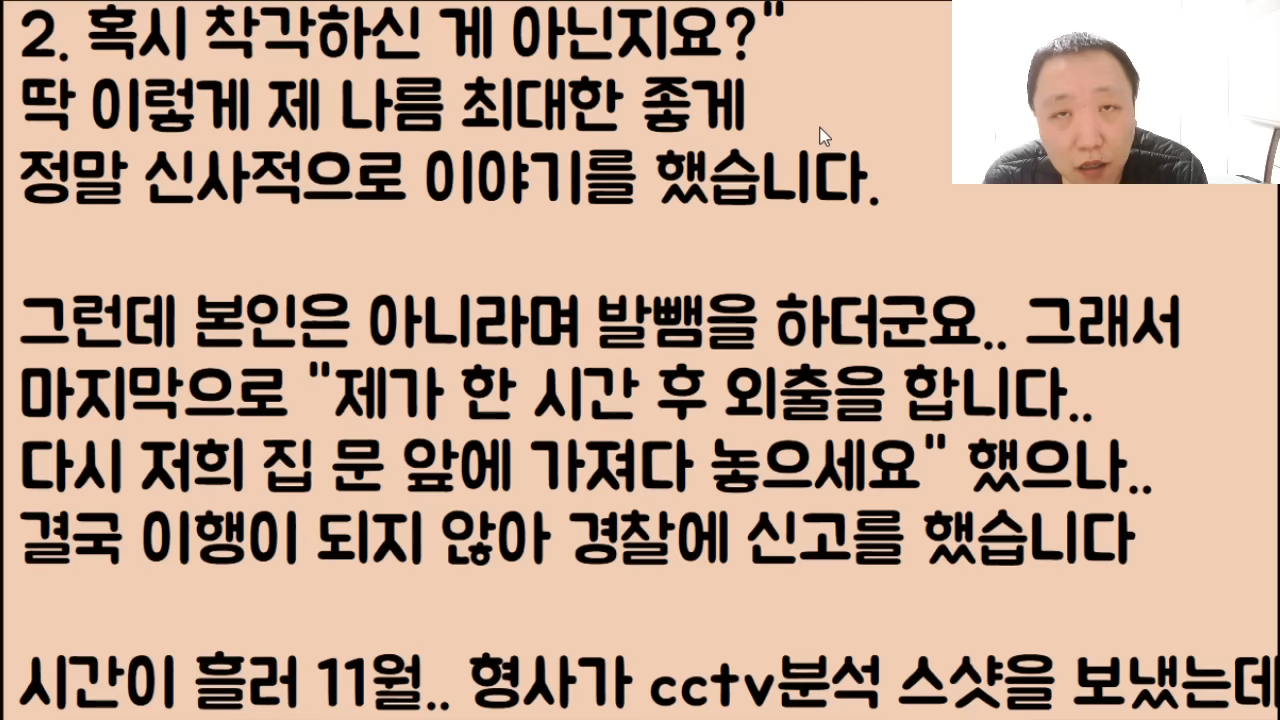 2. 혹시 착각하신 게 아닌지요?"
딱 이렇게 제 나름 최대한 좋게
정말 신사적으로 이야기를 했습니다.
그런데 본인은 아니라며 발뺌을 하더군요.. 그래서
마지막으로 "제가 한 시간 후 외출을 합니다..
다시 저희 집 문 앞에 가져다 놓으세요" 했으나..
결국 이행이 되지 않아 경찰에 신고를 했습니다
시간이 흘러 11월.. 형사가 cctv분석 스샷을 보냈는데